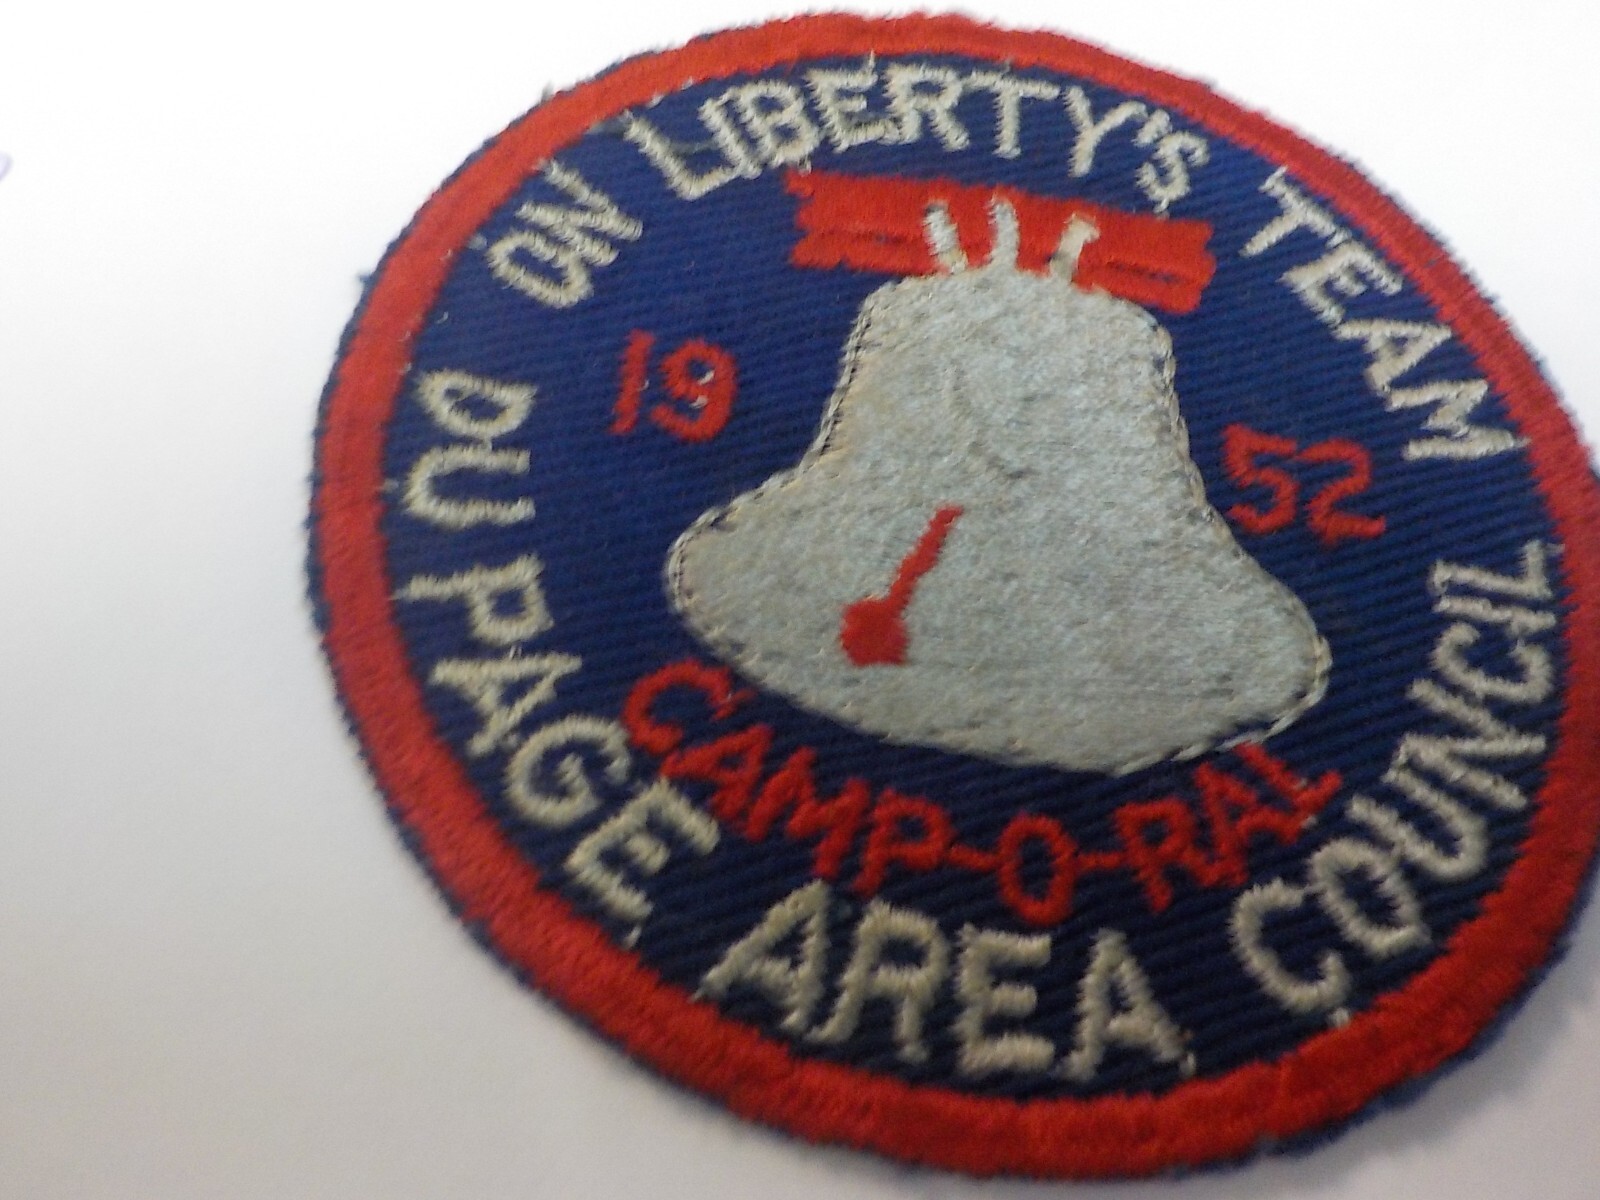 ON LIBERTY'S TEAM
19 52
CAMP-O-RAL
DU PAGE AREA COUNCIL